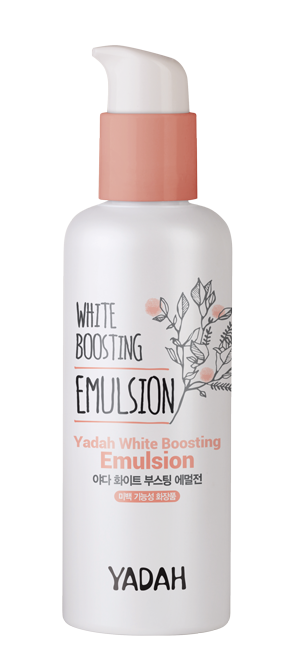 WHITE
BOOSTING
EMULSION
Yadah White Boosting
Emulsion
야다 화이트 부스팅 에멀전
미백 기능성 화장품
YADAH